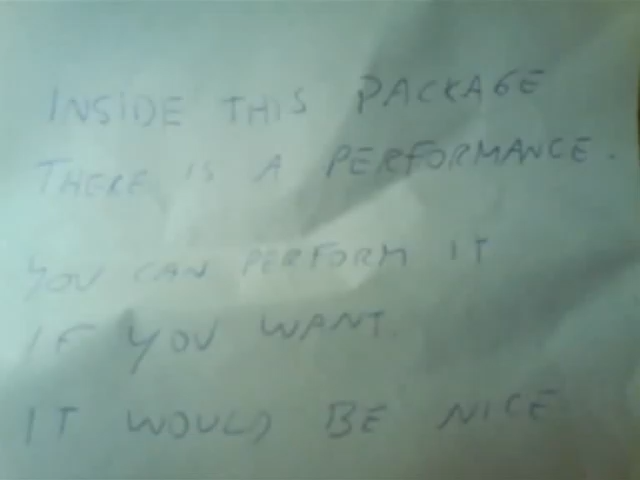 INSIDE THIS PACKAGE
THERE IS A PERFORMANCE.
YOU CAN PERFORM IT
IF YOU WANT.
IT WOULD BE NICE